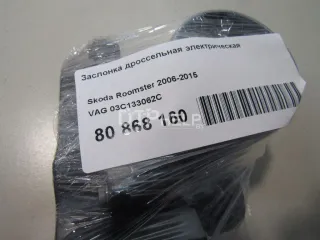 Заслонка дроссельная электрическая
Skoda Roomster 2006-2015
VAG 03C133062C
80 868 160